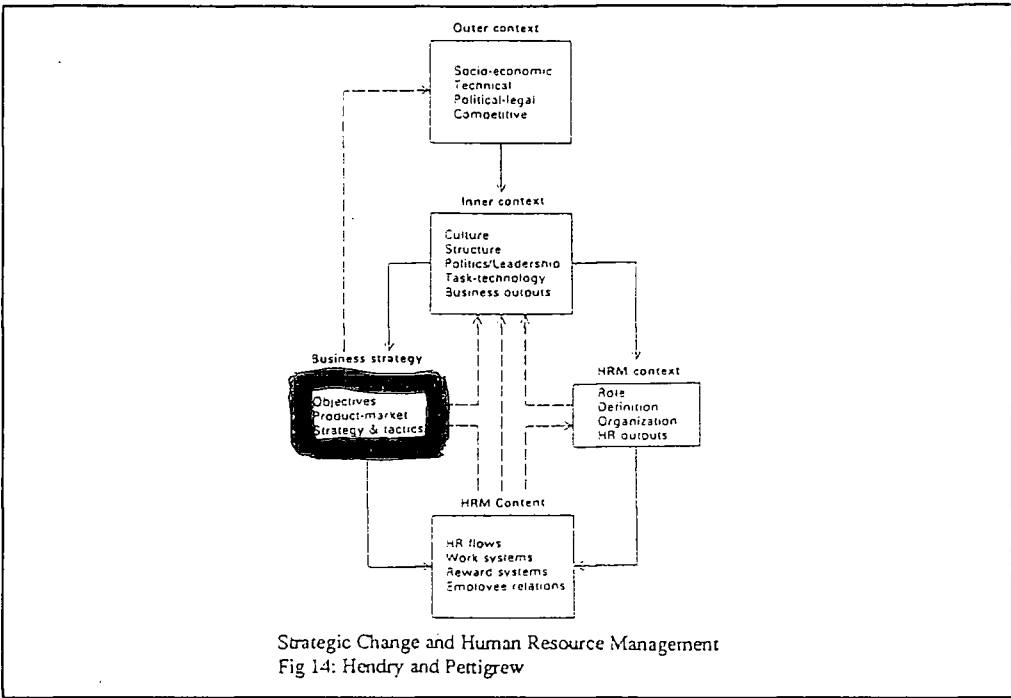 Outer context
Socio-economic
Technical
Political-legal
Competitive
Inner context
Culture
Structure
Politics/Leadership
Task-technology
Business outputs
Business strategy
Objectives
Product-market
Strategy & tactics
HRM context
Role
Definition
Organization
HR outputs
HRM Content
HR flows
Work systems
Reward systems
Employee relations
Strategic Change and Human Resource Management
Fig 14: Hendry and Pettigrew